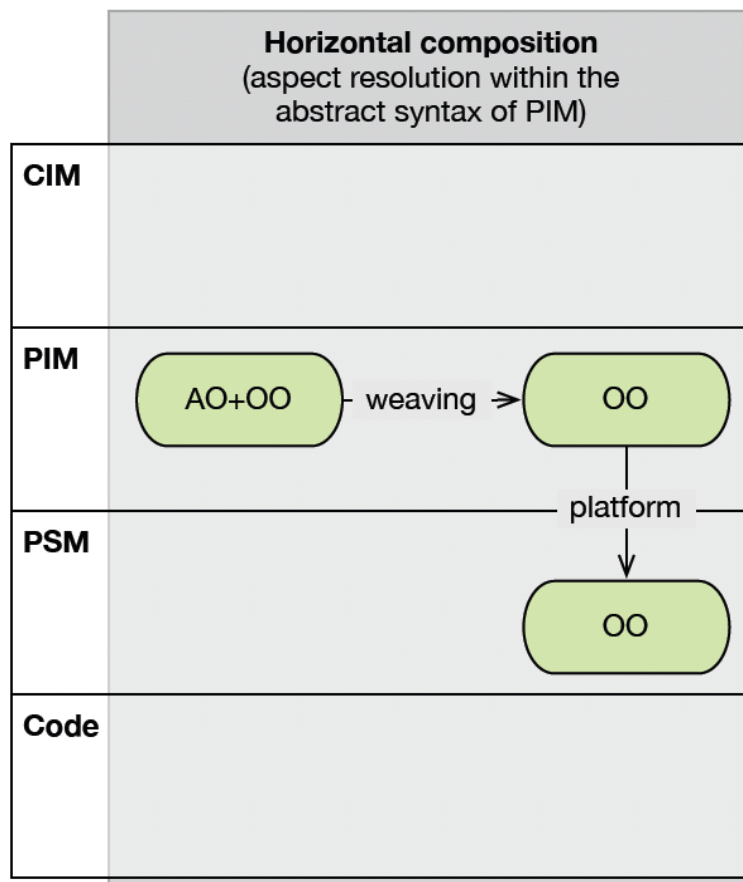 Horizontal composition
(aspect resolution within the
abstract syntax of PIM)
CIM
PIM
AO+OO
weaving
OO
platform
PSM
OO
Code